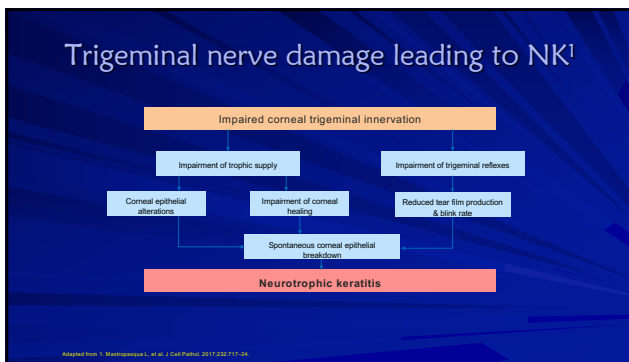 Trigeminal nerve damage leading to NK¹
Impaired corneal trigeminal innervation
Impairment of trophic supply
Impairment of trigeminal reflexes
Corneal epithelial
alterations
Impairment of corneal
healing
Reduced tear film production
& blink rate
Spontaneous corneal epithelial
breakdown
Neurotrophic keratitis
Adapted from 1. Mastropasqua L, et al. J Cell Pathol. 2017;232:717–24.